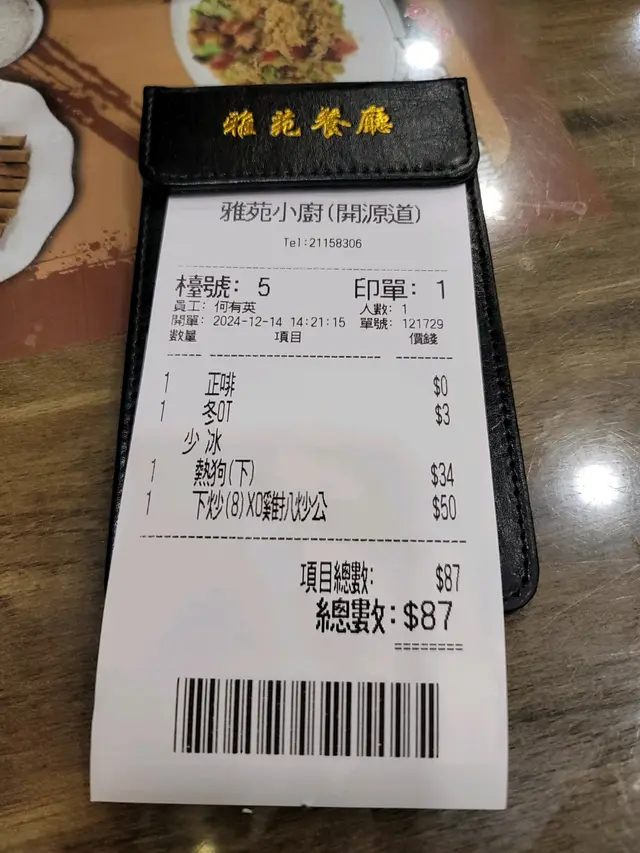 雅苑餐廳
雅苑小廚(開源道)
Tel:21158306
檯號: 5 印單: 1
員工: 何有英 人數: 1
開單: 2024-12-14 14:21:15 單號: 121729
數量 項目 價錢
1 正啡 $0
1 冬OT $3
少冰
1 熱狗(下) $34
1 下炒(8)XO雞崧八炒公 $50
項目總數: $87
總數:$87